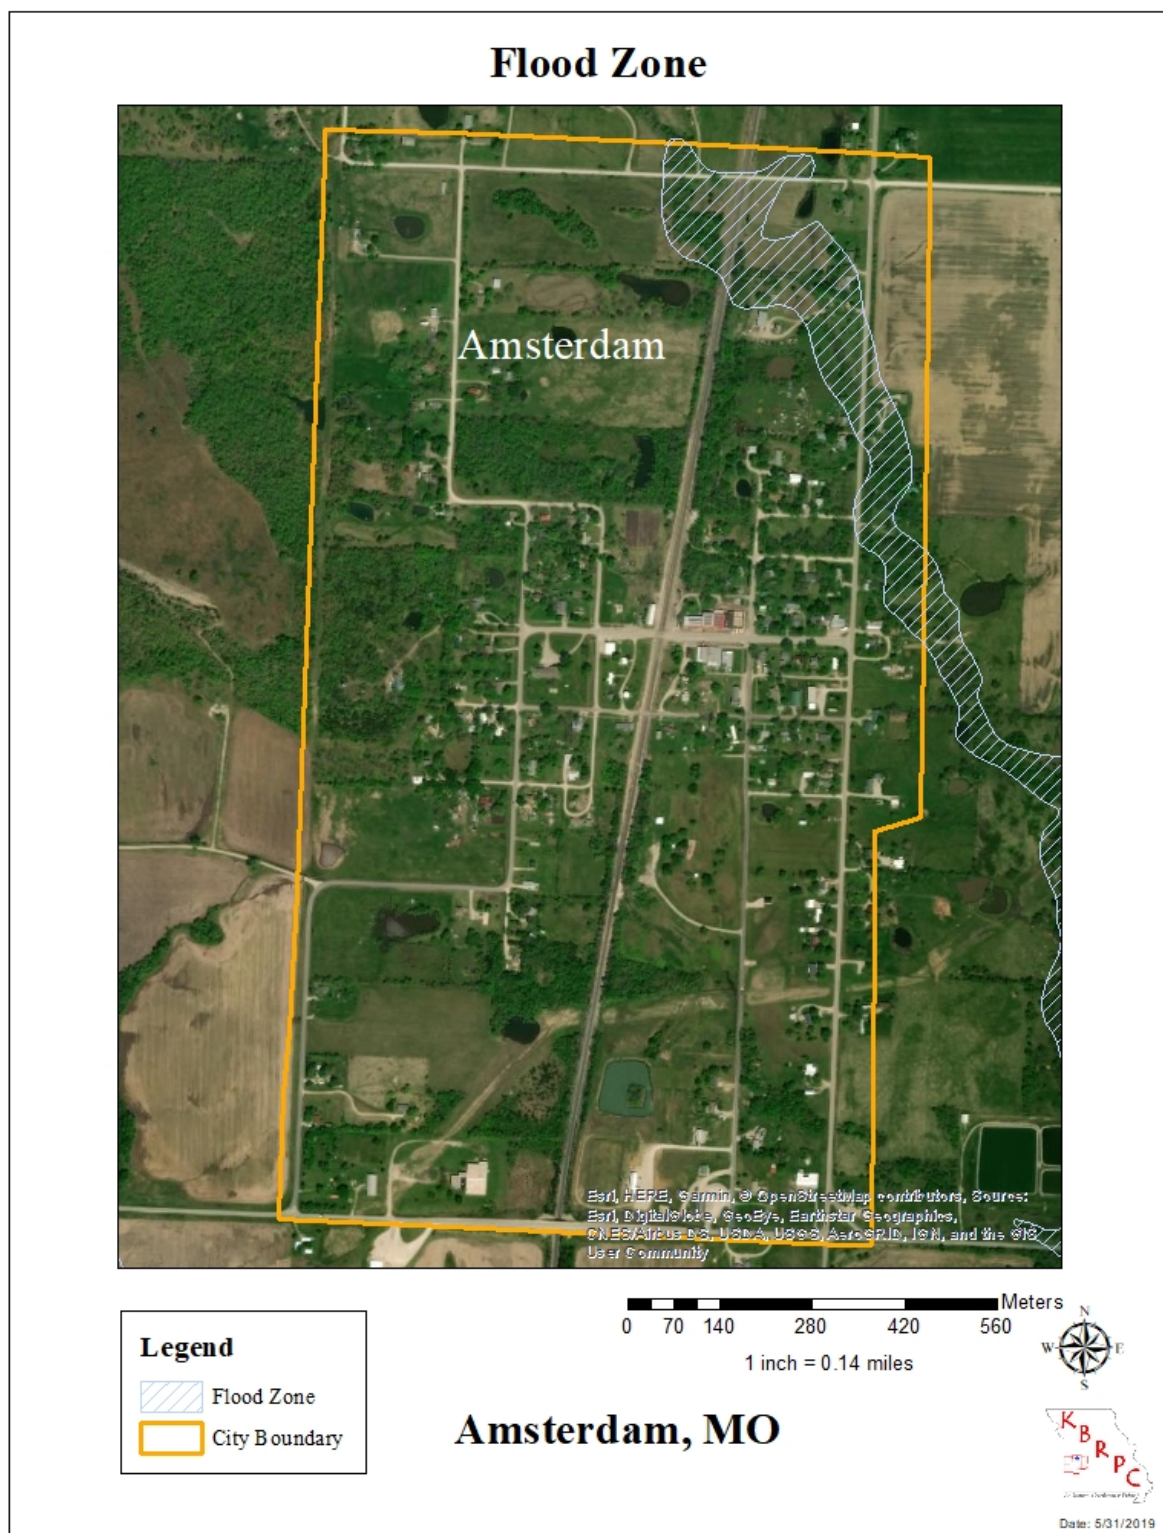 Flood Zone
Amsterdam
Esri, HERE, Garmin, © OpenStreetMap contributors, Source:
Esri, DigitalGlobe, GeoEye, Earthstar Geographics,
CNES/Airbus DS, USDA, USGS, AeroGRID, IGN, and the GIS
User Community
Meters
0 70 140 280 420 560
1 inch = 0.14 miles
N
W E
S
Legend
Flood Zone
City Boundary
Amsterdam, MO
KBRPC
Date: 5/31/2019